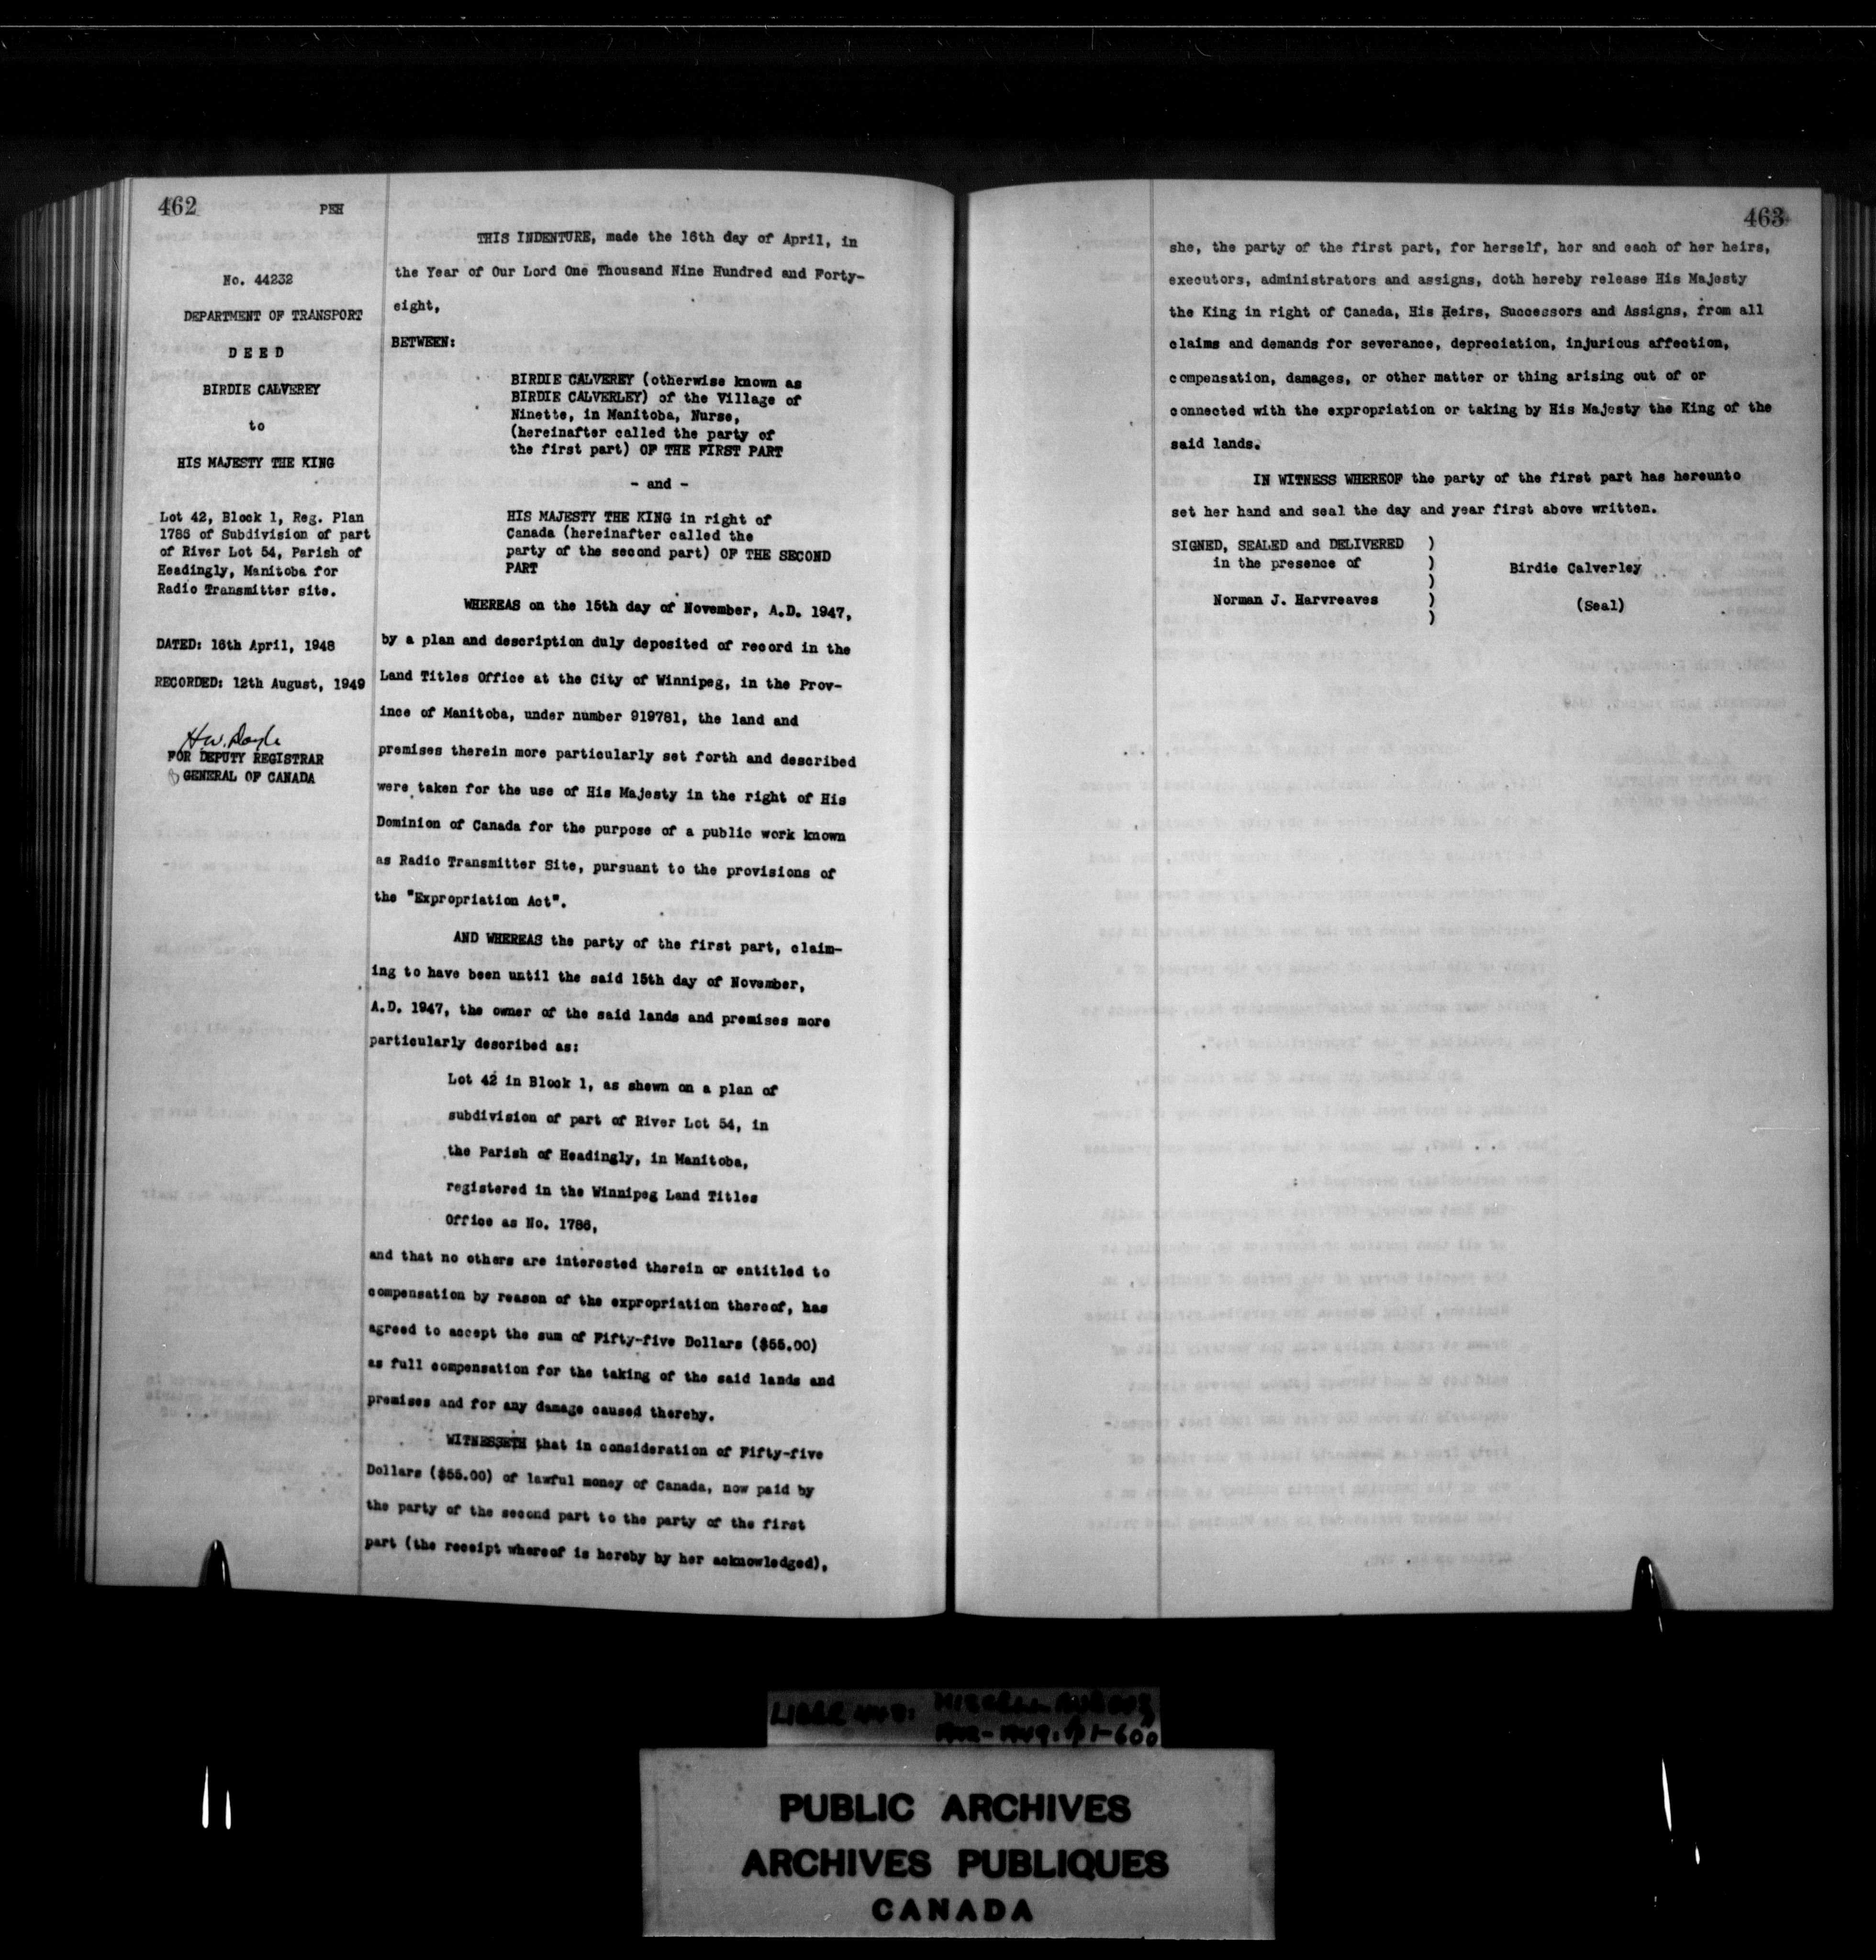 462
PEH
No. 44232
DEPARTMENT OF TRANSPORT
D E E D
BIRDIE CALVEREY
to
HIS MAJESTY THE KING
Lot 42, Block 1, Reg. Plan
1786 of Subdivision of part
of River Lot 54, Parish of
Headingly, Manitoba for
Radio Transmitter site.
DATED: 16th April, 1948
RECORDED: 12th August, 1949
H.W. Doyle
FOR DEPUTY REGISTRAR
GENERAL OF CANADA
THIS INDENTURE, made the 16th day of April, in
the Year of Our Lord One Thousand Nine Hundred and Forty-
eight,
BETWEEN:
BIRDIE CALVEREY (otherwise known as
BIRDIE CALVERLEY) of the Village of
Ninette, in Manitoba, Nurse,
(hereinafter called the party of
the first part) OF THE FIRST PART
- and -
HIS MAJESTY THE KING in right of
Canada (hereinafter called the
party of the second part) OF THE SECOND
PART
WHEREAS on the 15th day of November, A.D. 1947,
by a plan and description duly deposited of record in the
Land Titles Office at the City of Winnipeg, in the Prov-
ince of Manitoba, under number 919781, the land and
premises therein more particularly set forth and described
were taken for the use of His Majesty in the right of His
Dominion of Canada for the purpose of a public work known
as Radio Transmitter Site, pursuant to the provisions of
the "Expropriation Act".
AND WHEREAS the party of the first part, claim-
ing to have been until the said 15th day of November,
A.D. 1947, the owner of the said lands and premises more
particularly described as:
Lot 42 in Block 1, as shewn on a plan of
subdivision of part of River Lot 54, in
the Parish of Headingly, in Manitoba,
registered in the Winnipeg Land Titles
Office as No. 1786,
and that no others are interested therein or entitled to
compensation by reason of the expropriation thereof, has
agreed to accept the sum of Fifty-five Dollars ($55.00)
as full compensation for the taking of the said lands and
premises and for any damage caused thereby.
WITNESSETH that in consideration of Fifty-five
Dollars ($55.00) of lawful money of Canada, now paid by
the party of the second part to the party of the first
part (the receipt whereof is hereby by her acknowledged),
463
she, the party of the first part, for herself, her and each of her heirs,
executors, administrators and assigns, doth hereby release His Majesty
the King in right of Canada, His Heirs, Successors and Assigns, from all
claims and demands for severance, depreciation, injurious affection,
compensation, damages, or other matter or thing arising out of or
connected with the expropriation or taking by His Majesty the King of the
said lands.
IN WITNESS WHEREOF the party of the first part has hereunto
set her hand and seal the day and year first above written.
SIGNED, SEALED and DELIVERED )
in the presence of )
)
Norman J. Harvreaves )
)
Birdie Calverley
(Seal)
PUBLIC ARCHIVES
ARCHIVES PUBLIQUES
CANADA